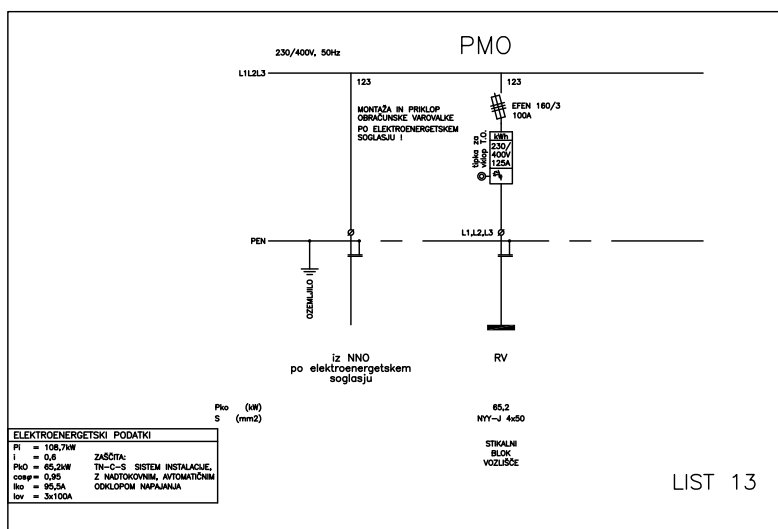 PMO
230/400V, 50Hz
L1L2L3
123
123
MONTAŽA IN PRIKLOP
OBRAČUNSKE VAROVALKE
PO ELEKTROENERGETSKEM
SOGLASJU !
EFEN 160/3
100A
tipka za
vklop T.O.
kWh
230/
400V
125A
PEN
L1,L2,L3
OZEMLJILO
iz NNO
po elektroenergetskem
soglasju
RV
Pko (kW)
S (mm2)
65,2
NYY-J 4x50
STIKALNI
BLOK
VOZLIŠČE
ELEKTROENERGETSKI PODATKI
Pi = 108,7kW
i = 0,6
PkO = 65,2kW
cosφ= 0,95
Iko = 95,5A
Iov = 3x100A
ZAŠČITA:
TN-C-S SISTEM INSTALACIJE,
Z NADTOKOVNIM, AVTOMATIČNIM
ODKLOPOM NAPAJANJA
LIST 13